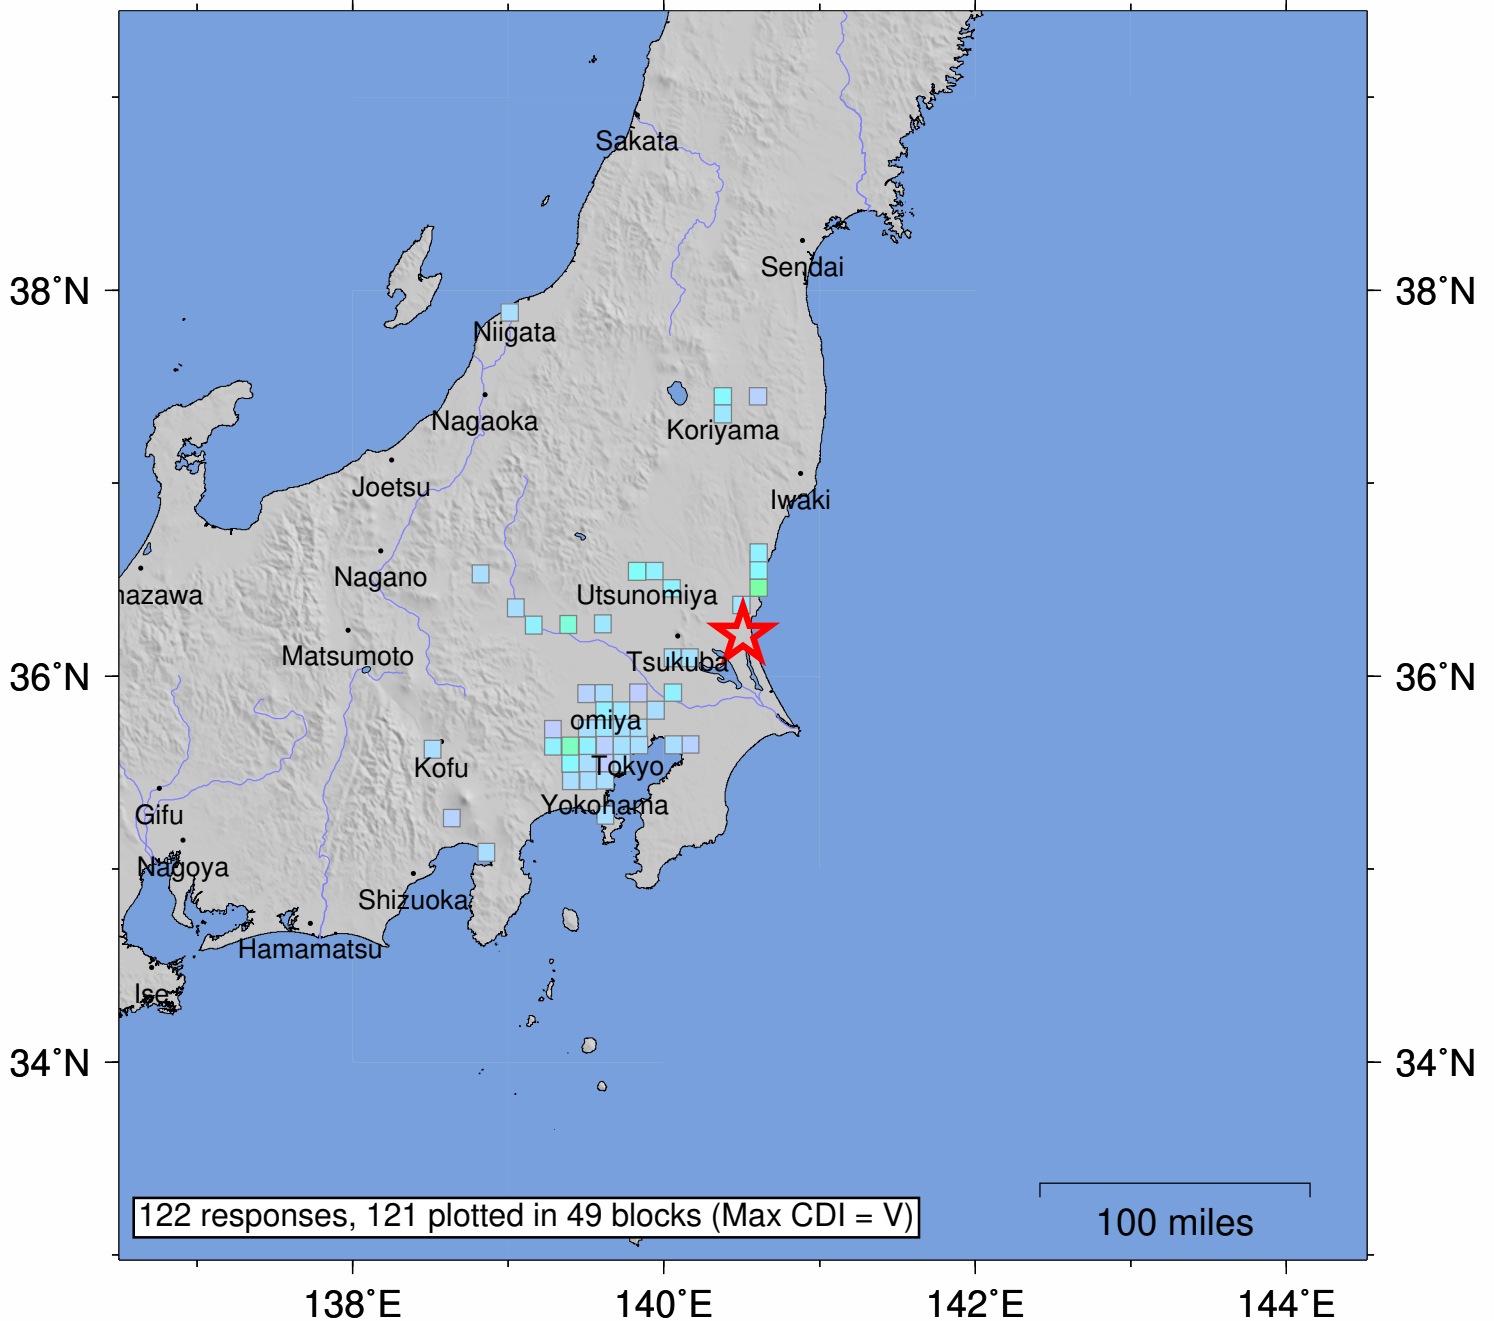 Sakata
Sendai
38˚N
38˚N
Niigata
Nagaoka
Koriyama
Joetsu
Iwaki
Nagano
nazawa
Utsunomiya
Matsumoto
Tsukuba
36˚N
36˚N
omiya
Kofu
Tokyo
Yokohama
Gifu
Nagoya
Shizuoka
Hamamatsu
Ise
34˚N
34˚N
122 responses, 121 plotted in 49 blocks (Max CDI = V)
100 miles
138˚E
140˚E
142˚E
144˚E